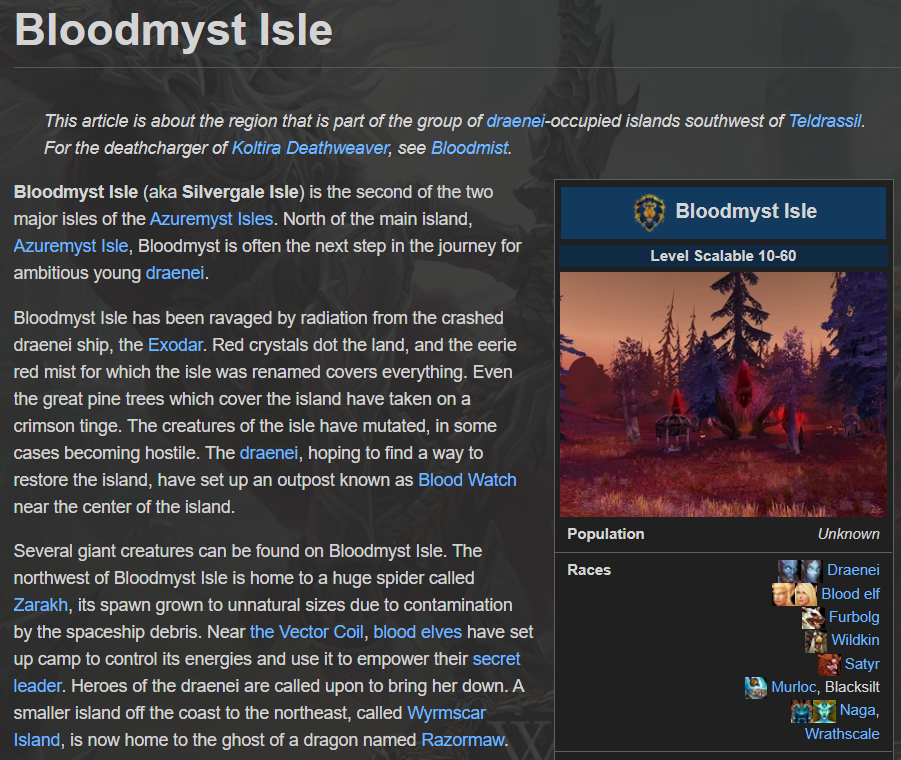 Bloodmyst Isle
This article is about the region that is part of the group of draenei-occupied islands southwest of Teldrassil.
For the deathcharger of Koltira Deathweaver, see Bloodmist.
Bloodmyst Isle (aka Silvergale Isle) is the second of the two
major isles of the Azuremyst Isles. North of the main island,
Azuremyst Isle, Bloodmyst is often the next step in the journey for
ambitious young draenei.
Bloodmyst Isle has been ravaged by radiation from the crashed
draenei ship, the Exodar. Red crystals dot the land, and the eerie
red mist for which the isle was renamed covers everything. Even
the great pine trees which cover the island have taken on a
crimson tinge. The creatures of the isle have mutated, in some
cases becoming hostile. The draenei, hoping to find a way to
restore the island, have set up an outpost known as Blood Watch
near the center of the island.
Several giant creatures can be found on Bloodmyst Isle. The
northwest of Bloodmyst Isle is home to a huge spider called
Zarakh, its spawn grown to unnatural sizes due to contamination
by the spaceship debris. Near the Vector Coil, blood elves have set
up camp to control its energies and use it to empower their secret
leader. Heroes of the draenei are called upon to bring her down. A
smaller island off the coast to the northeast, called Wyrmscar
Island, is now home to the ghost of a dragon named Razormaw.
Bloodmyst Isle
Level Scalable 10-60
Population Unknown
Races Draenei
Blood elf
Furbolg
Wildkin
Satyr
Murloc, Blacksilt
Naga,
Wrathscale